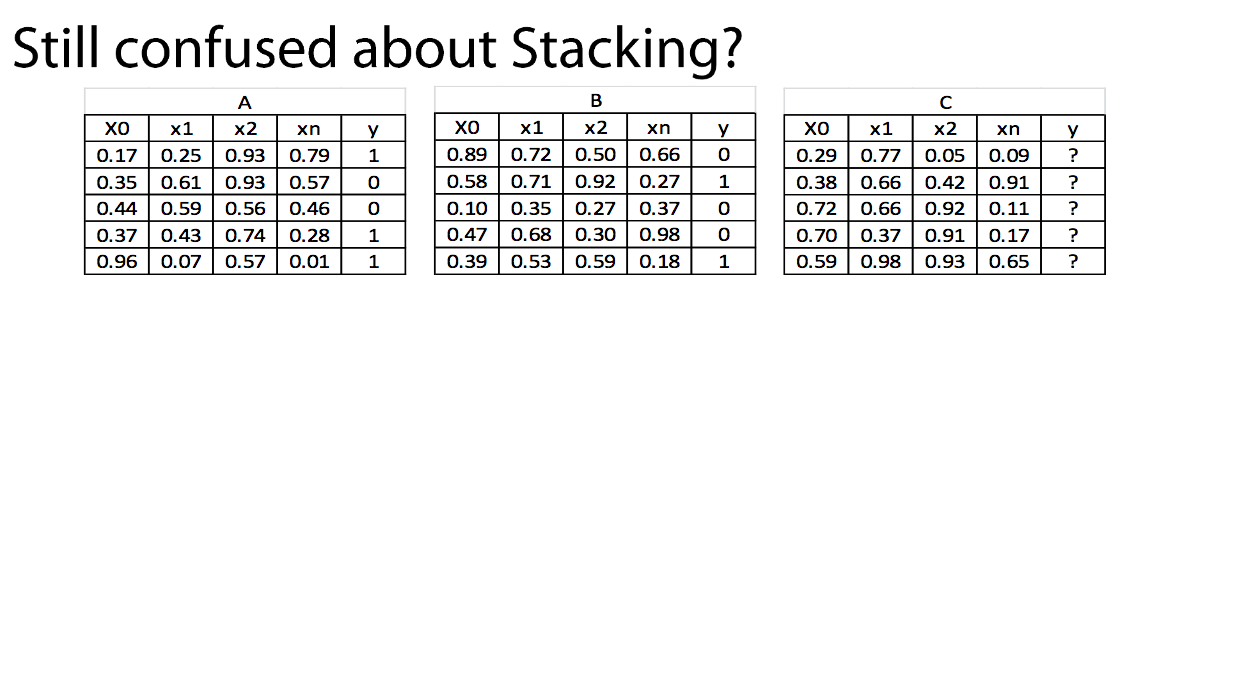 Still confused about Stacking?
A
X0 x1 x2 xn y
0.17 0.25 0.93 0.79 1
0.35 0.61 0.93 0.57 0
0.44 0.59 0.56 0.46 0
0.37 0.43 0.74 0.28 1
0.96 0.07 0.57 0.01 1
B
X0 x1 x2 xn y
0.89 0.72 0.50 0.66 0
0.58 0.71 0.92 0.27 1
0.10 0.35 0.27 0.37 0
0.47 0.68 0.30 0.98 0
0.39 0.53 0.59 0.18 1
C
X0 x1 x2 xn y
0.29 0.77 0.05 0.09 ?
0.38 0.66 0.42 0.91 ?
0.72 0.66 0.92 0.11 ?
0.70 0.37 0.91 0.17 ?
0.59 0.98 0.93 0.65 ?